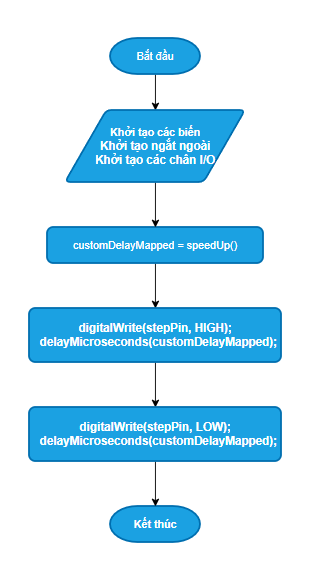 Bắt đầu
Khởi tạo các biến
Khởi tạo ngắt ngoài
Khởi tạo các chân I/O
customDelayMapped = speedUp()
digitalWrite(stepPin, HIGH);
delayMicroseconds(customDelayMapped);
digitalWrite(stepPin, LOW);
delayMicroseconds(customDelayMapped);
Kết thúc